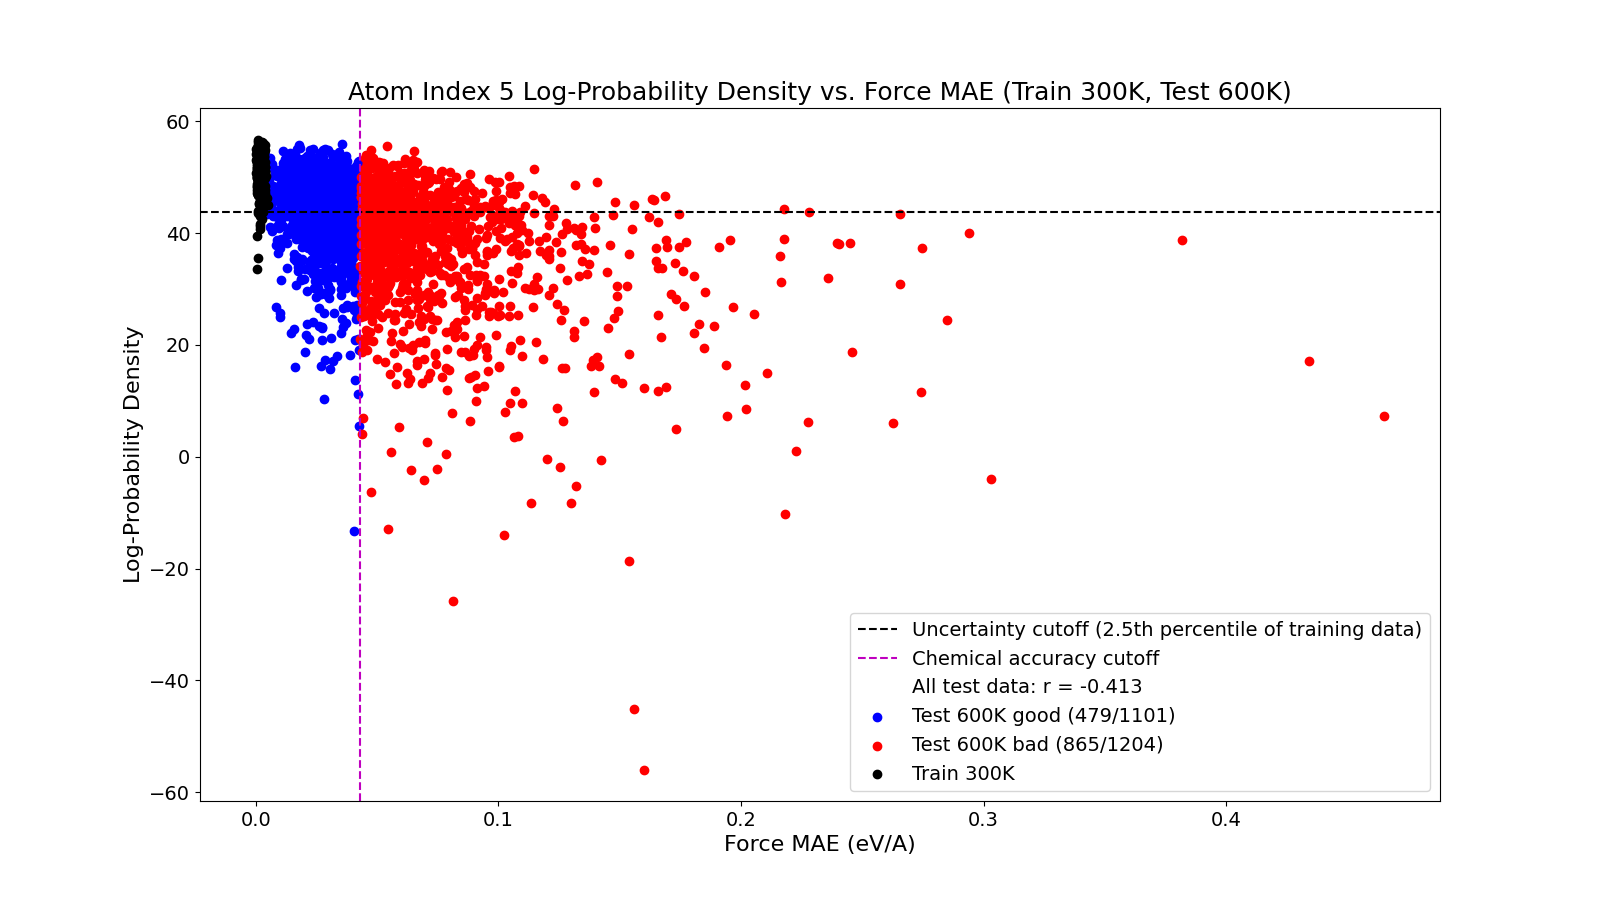 Atom Index 5 Log-Probability Density vs. Force MAE (Train 300K, Test 600K)
Log-Probability Density
60
40
20
0
−20
−40
−60
Uncertainty cutoff (2.5th percentile of training data)
Chemical accuracy cutoff
All test data: r = -0.413
Test 600K good (479/1101)
Test 600K bad (865/1204)
Train 300K
0.0 0.1 0.2 0.3 0.4
Force MAE (eV/A)